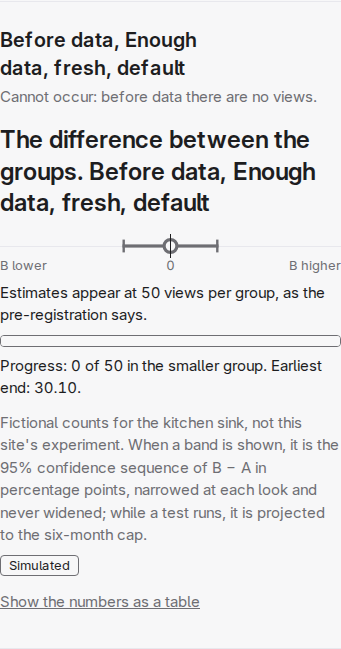 Before data, Enough
data, fresh, default
Cannot occur: before data there are no views.
The difference between the
groups. Before data, Enough
data, fresh, default
B lower 0 B higher
Estimates appear at 50 views per group, as the
pre-registration says.
Progress: 0 of 50 in the smaller group. Earliest
end: 30.10.
Fictional counts for the kitchen sink, not this
site's experiment. When a band is shown, it is the
95% confidence sequence of B − A in
percentage points, narrowed at each look and
never widened; while a test runs, it is projected
to the six-month cap.
Simulated
Show the numbers as a table